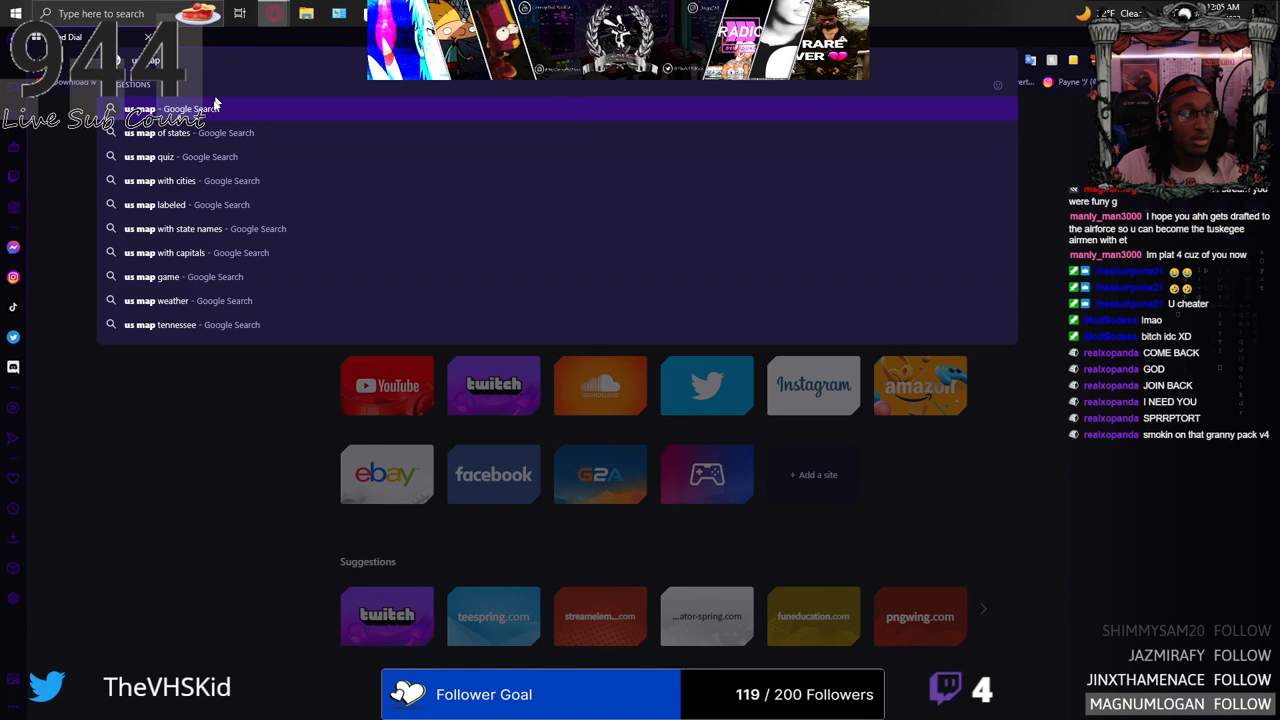 Type here to search
12:05 AM
Clear
RADIO
RARE
944
Live Sub Count
us map - Google Search
us map of states - Google Search
us map quiz - Google Search
us map with cities - Google Search
us map labeled - Google Search
us map with state names - Google Search
us map with capitals - Google Search
us map game - Google Search
us map weather - Google Search
us map tennessee - Google Search
YouTube
twitch
SOUNDCLOUD
Instagram
amazon
ebay
facebook
G2A
+ Add a site
Suggestions
twitch
teespring.com
streamelem...com
...ator-spring.com
funeducation.com
pngwing.com
Payne
were funy g
manly_man3000 I hope you ahh gets drafted to
the airforce so u can become the tuskegee
airmen with et
manly_man3000 Im plat 4 cuz of you now
U cheater
lmao
bitch idc XD
realxopanda COME BACK
realxopanda GOD
realxopanda JOIN BACK
realxopanda I NEED YOU
realxopanda SPRRPTORT
realxopanda smokin on that granny pack v4
SHIMMYSAM20 FOLLOW
JAZMIRAFY FOLLOW
JINXTHAMENACE FOLLOW
MAGNUMLOGAN FOLLOW
TheVHSKid
Follower Goal
119 / 200 Followers
4